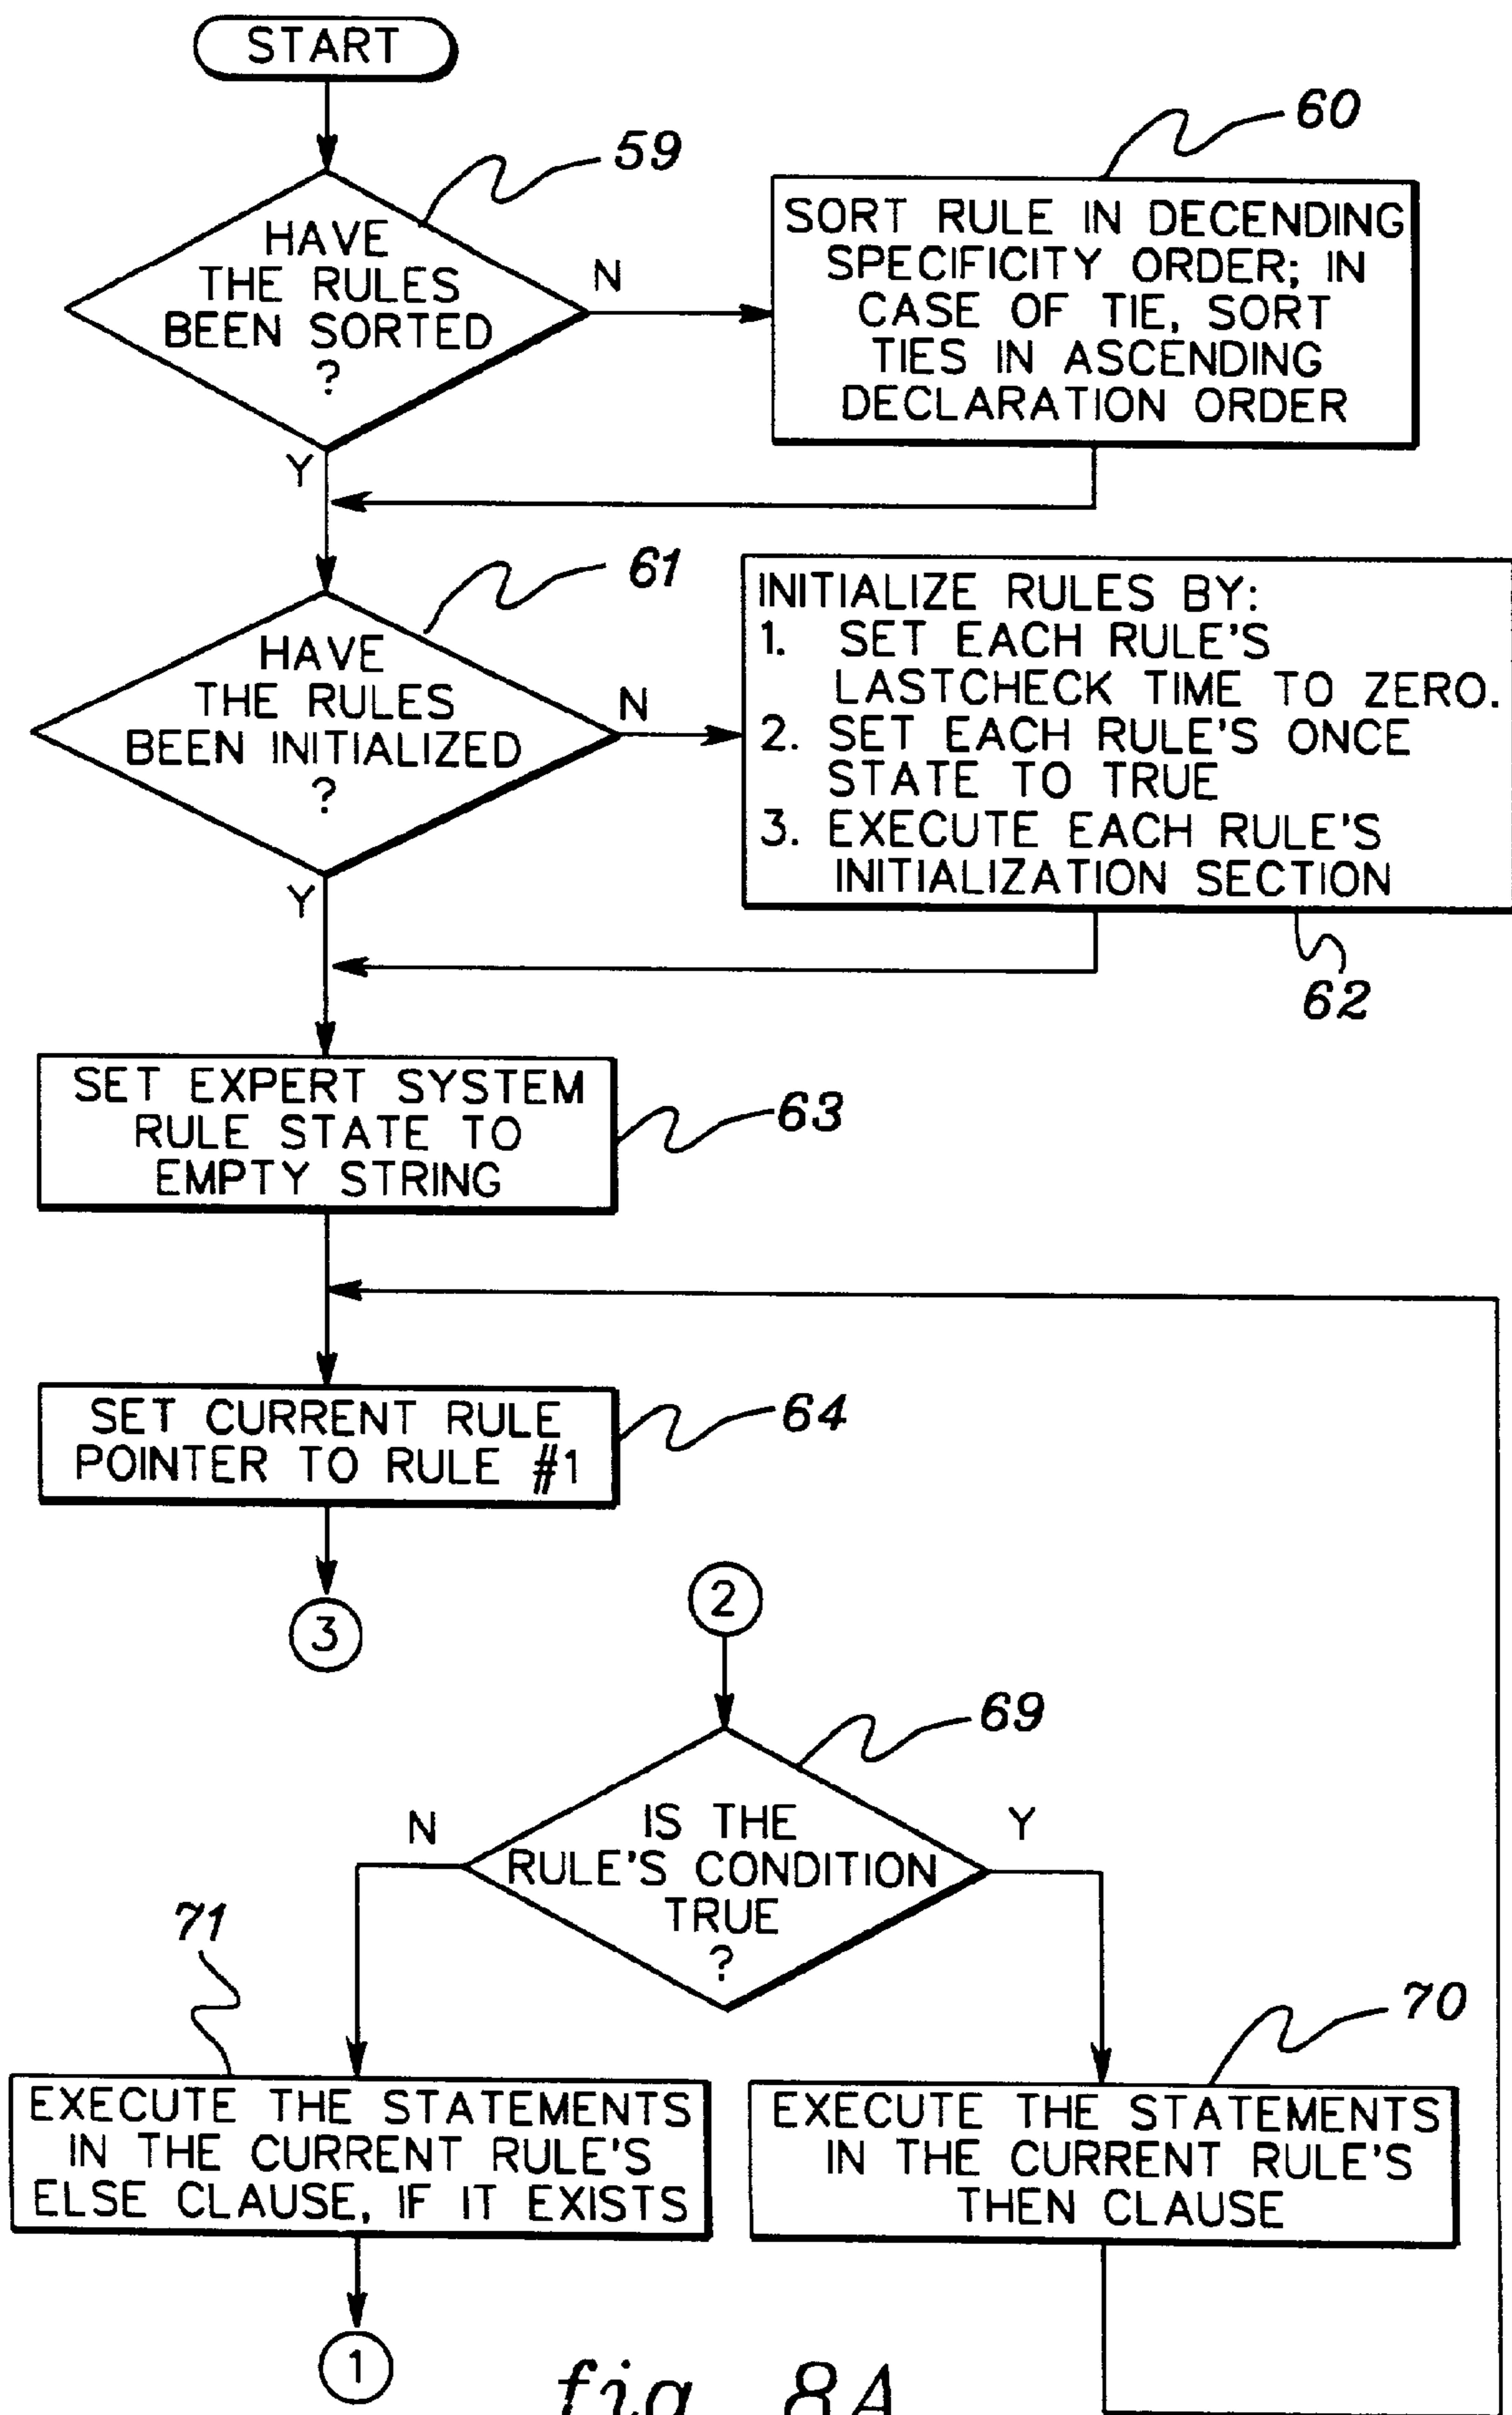 START
59
HAVE
THE RULES
BEEN SORTED
?
N
Y
60
SORT RULE IN DECENDING
SPECIFICITY ORDER; IN
CASE OF TIE, SORT
TIES IN ASCENDING
DECLARATION ORDER
61
HAVE
THE RULES
BEEN INITIALIZED
?
N
Y
INITIALIZE RULES BY:
1. SET EACH RULE'S
LASTCHECK TIME TO ZERO.
2. SET EACH RULE'S ONCE
STATE TO TRUE
3. EXECUTE EACH RULE'S
INITIALIZATION SECTION
62
SET EXPERT SYSTEM
RULE STATE TO
EMPTY STRING
63
SET CURRENT RULE
POINTER TO RULE #1
64
3
2
69
N
IS THE
RULE'S CONDITION
TRUE
?
Y
71
70
EXECUTE THE STATEMENTS
IN THE CURRENT RULE'S
ELSE CLAUSE, IF IT EXISTS
EXECUTE THE STATEMENTS
IN THE CURRENT RULE'S
THEN CLAUSE
1
fig. 8A